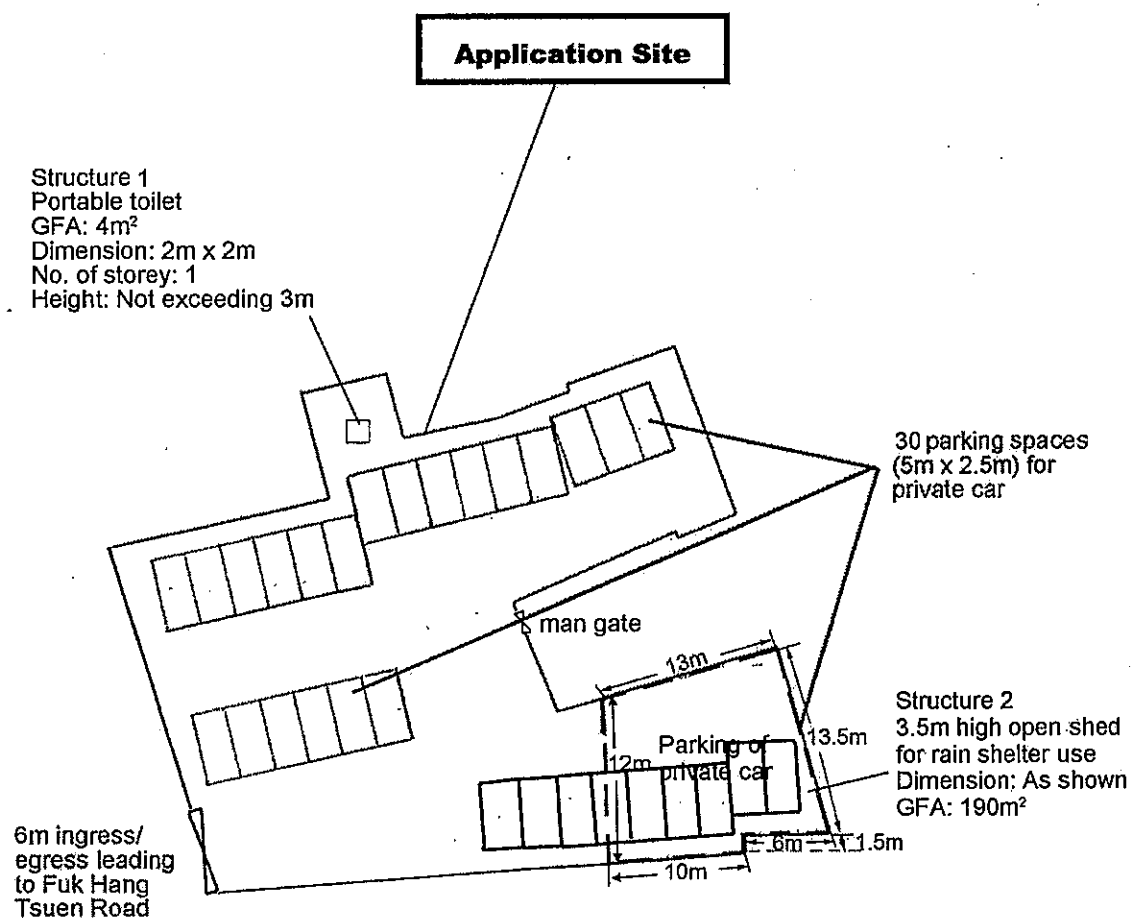 Application Site
Structure 1
Portable toilet
GFA: 4m²
Dimension: 2m x 2m
No. of storey: 1
Height: Not exceeding 3m
30 parking spaces
(5m x 2.5m) for
private car
man gate
13m
Structure 2
3.5m high open shed
for rain shelter use
Dimension: As shown
GFA: 190m²
13.5m
Parking of
private car
12m
6m
1.5m
10m
6m ingress/
egress leading
to Fuk Hang
Tsuen Road